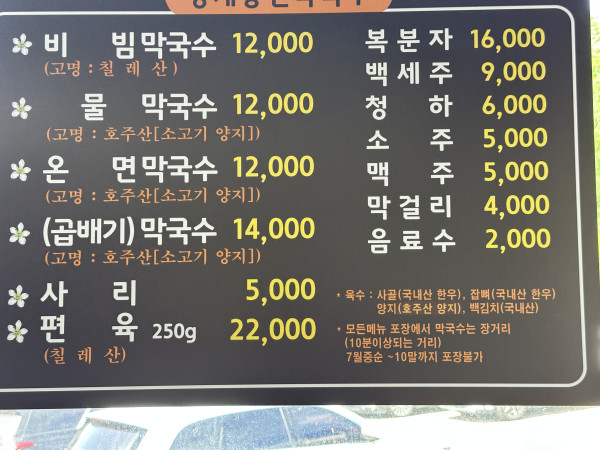 비 빔막국수 12,000
(고명 : 칠 레 산)
물 막국수 12,000
(고명 : 호주산[소고기 양지])
온 면막국수 12,000
(고명 : 호주산[소고기 양지])
(곱배기)막국수 14,000
(고명 : 호주산[소고기 양지])
사 리 5,000
편 육 250g 22,000
(칠 레 산)
복 분 자 16,000
백 세 주 9,000
청 하 6,000
소 주 5,000
맥 주 5,000
막 걸 리 4,000
음 료 수 2,000
* 육수 : 사골(국내산 한우), 잡뼈(국내산 한우)
양지(호주산 양지), 백김치(국내산)
* 모든메뉴 포장에서 막국수는 장거리
(10분이상되는 거리)
7월중순 ~10말까지 포장불가